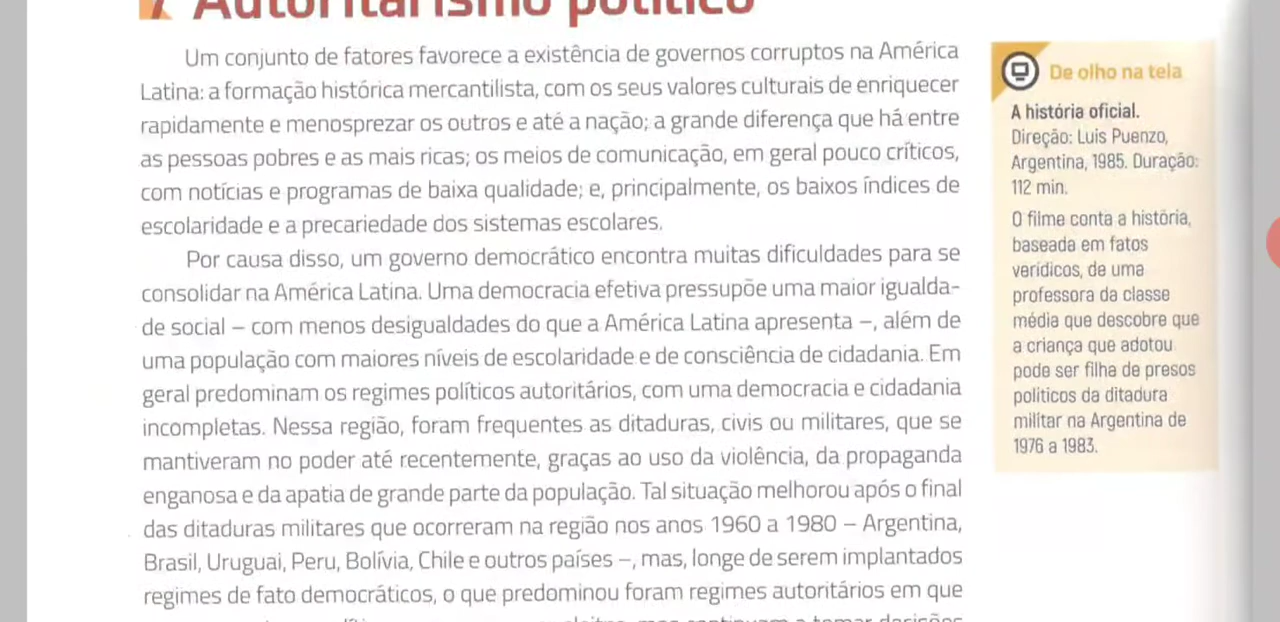 7 Autoritarismo político
Um conjunto de fatores favorece a existência de governos corruptos na América
Latina: a formação histórica mercantilista, com os seus valores culturais de enriquecer
rapidamente e menosprezar os outros e até a nação; a grande diferença que há entre
as pessoas pobres e as mais ricas; os meios de comunicação, em geral pouco críticos,
com notícias e programas de baixa qualidade; e, principalmente, os baixos índices de
escolaridade e a precariedade dos sistemas escolares.
Por causa disso, um governo democrático encontra muitas dificuldades para se
consolidar na América Latina. Uma democracia efetiva pressupõe uma maior igualda-
de social – com menos desigualdades do que a América Latina apresenta –, além de
uma população com maiores níveis de escolaridade e de consciência de cidadania. Em
geral predominam os regimes políticos autoritários, com uma democracia e cidadania
incompletas. Nessa região, foram frequentes as ditaduras, civis ou militares, que se
mantiveram no poder até recentemente, graças ao uso da violência, da propaganda
enganosa e da apatia de grande parte da população. Tal situação melhorou após o final
das ditaduras militares que ocorreram na região nos anos 1960 a 1980 – Argentina,
Brasil, Uruguai, Peru, Bolívia, Chile e outros países –, mas, longe de serem implantados
regimes de fato democráticos, o que predominou foram regimes autoritários em que
a tomar decisões
De olho na tela
A história oficial.
Direção: Luis Puenzo,
Argentina, 1985. Duração:
112 min.
O filme conta a história,
baseada em fatos
verídicos, de uma
professora da classe
média que descobre que
a criança que adotou
pode ser filha de presos
políticos da ditadura
militar na Argentina de
1976 a 1983.